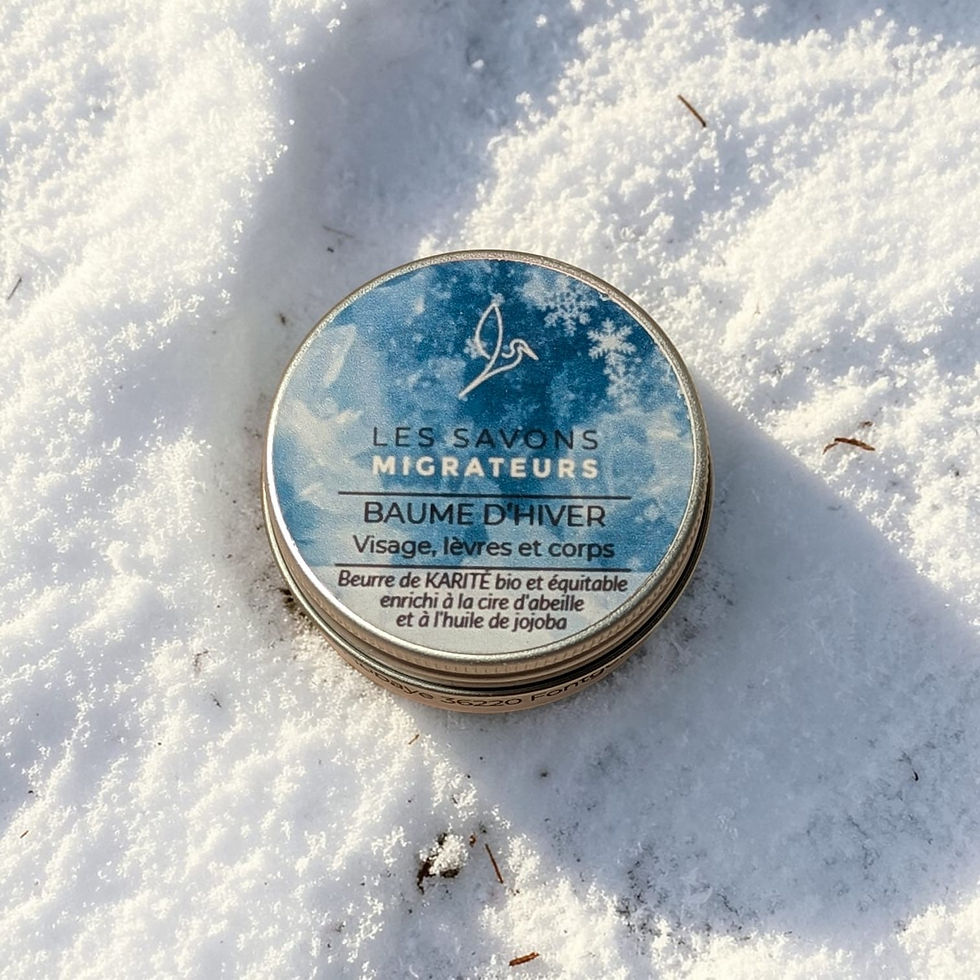 LES SAVONS
MIGRATEURS
BAUME D'HIVER
Visage, lèvres et corps
Beurre de KARITÉ bio et équitable
enrichi à la cire d'abeille
et à l'huile de jojoba
36220